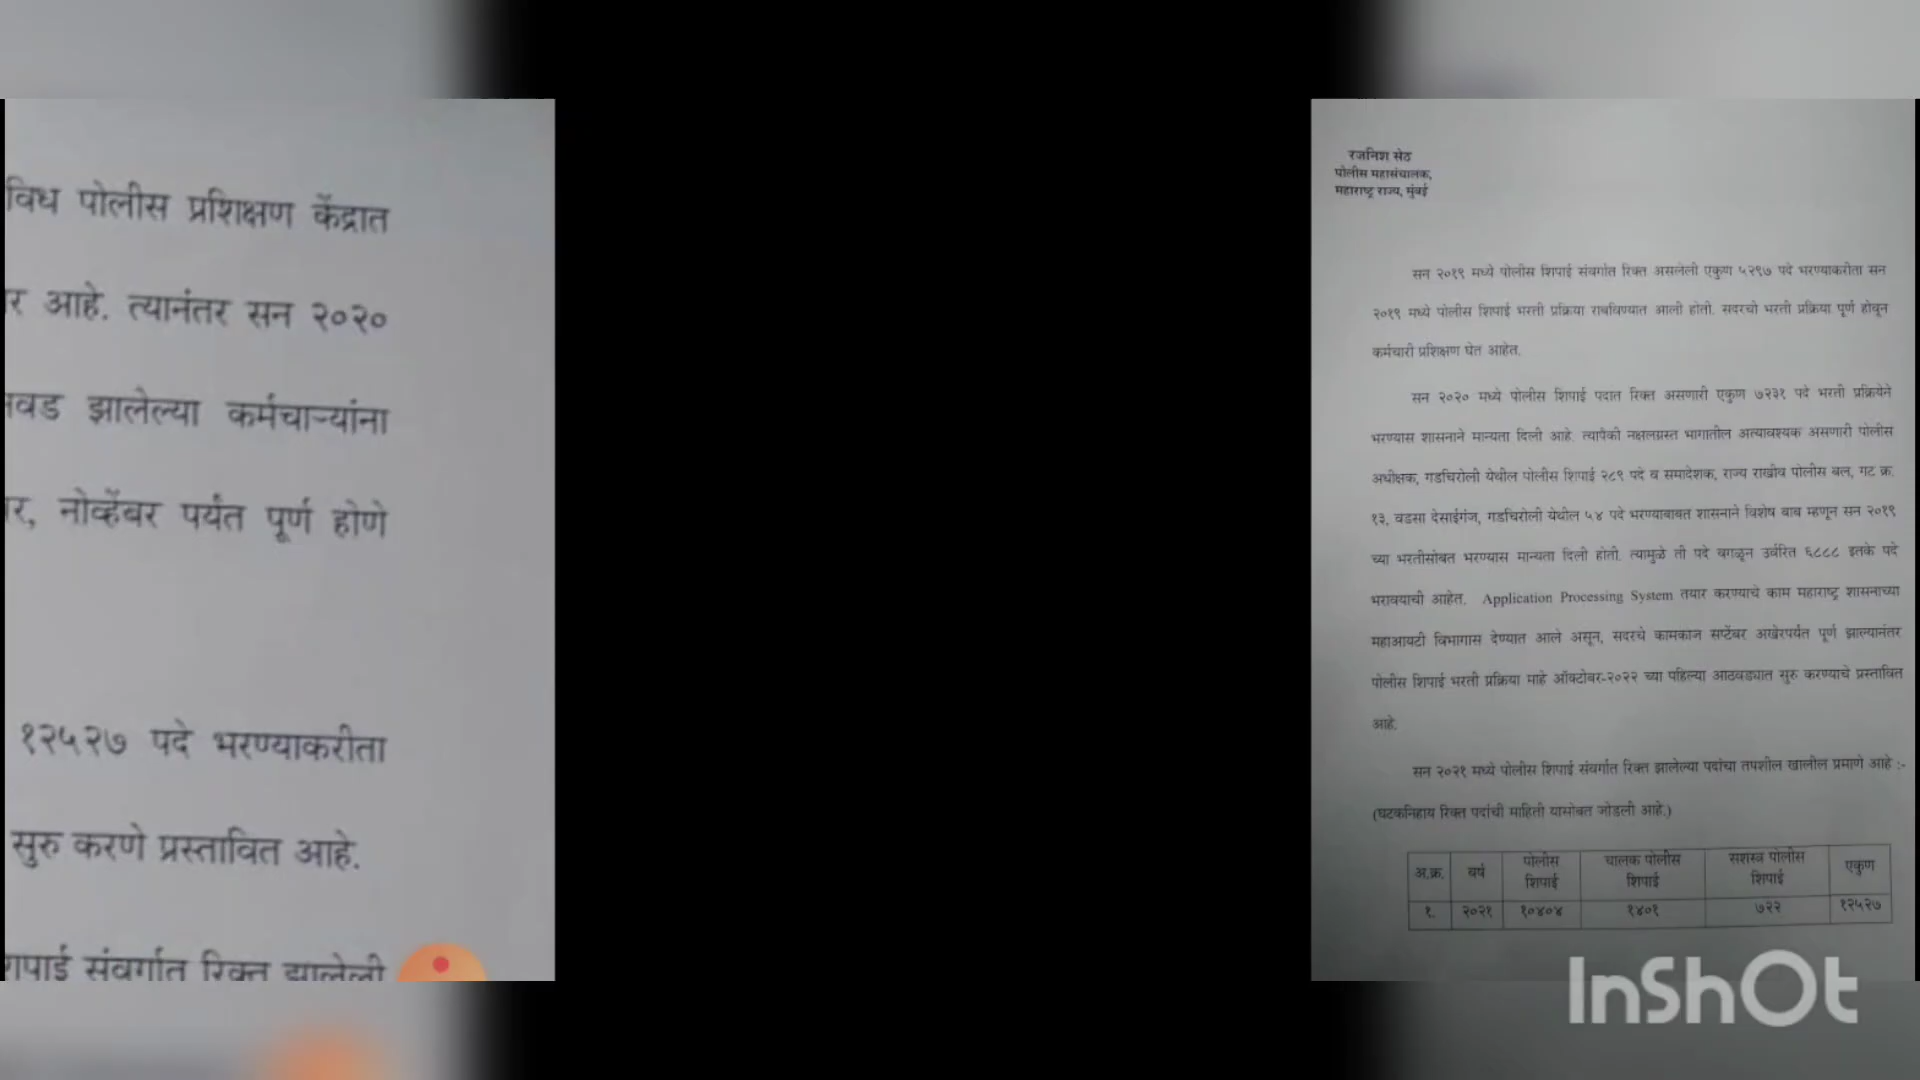 विध पोलीस प्रशिक्षण केंद्रात
आहे. त्यानंतर सन २०२०
झालेल्या कर्मचाऱ्यांना
नोव्हेंबर पर्यंत पूर्ण होणे
१२५२७ पदे भरण्याकरीता
सुरु करणे प्रस्तावित आहे.
संवर्गात रिक्त झालेली
रजनिश सेठ
पोलीस महासंचालक,
महाराष्ट्र राज्य, मुंबई
सन २०१९ मध्ये पोलीस शिपाई संवर्गात रिक्त असलेली एकुण ५२९७ पदे भरण्याकरीता सन
२०१९ मध्ये पोलीस शिपाई भरती प्रक्रिया राबविण्यात आली होती. सदरची भरती प्रक्रिया पूर्ण होवून
कर्मचारी प्रशिक्षण घेत आहेत.
सन २०२० मध्ये पोलीस शिपाई पदात रिक्त असणारी एकुण ७२३१ पदे भरती प्रक्रियेने
भरण्यास शासनाने मान्यता दिली आहे. त्यापैकी नक्षलग्रस्त भागातील अत्यावश्यक असणारी पोलीस
अधीक्षक, गडचिरोली येथील पोलीस शिपाई २८९ पदे व समादेशक, राज्य राखीव पोलीस बल, गट क्र.
१३, वडसा देसाईगंज, गडचिरोली येथील ५४ पदे भरण्याबाबत शासनाने विशेष बाब म्हणून सन २०१९
च्या भरतीसोबत भरण्यास मान्यता दिली होती. त्यामुळे ती पदे वगळून उर्वरित ६८८८ इतके पदे
भरावयाची आहेत. Application Processing System तयार करण्याचे काम महाराष्ट्र शासनाच्या
महाआयटी विभागास देण्यात आले असून, सदरचे कामकाज सप्टेंबर अखेरपर्यंत पूर्ण झाल्यानंतर
पोलीस शिपाई भरती प्रक्रिया माहे ऑक्टोबर-२०२२ च्या पहिल्या आठवड्यात सुरु करण्याचे प्रस्तावित
आहे.
सन २०२१ मध्ये पोलीस शिपाई संवर्गात रिक्त झालेल्या पदांचा तपशील खालील प्रमाणे आहे :-
(घटकनिहाय रिक्त पदांची माहिती यासोबत जोडली आहे.)
अ.क्र. वर्ष पोलीस शिपाई चालक पोलीस शिपाई सशस्त्र पोलीस शिपाई एकुण
१. २०२१ १०४०४ १४०१ ७२२ १२५२७
InShOt